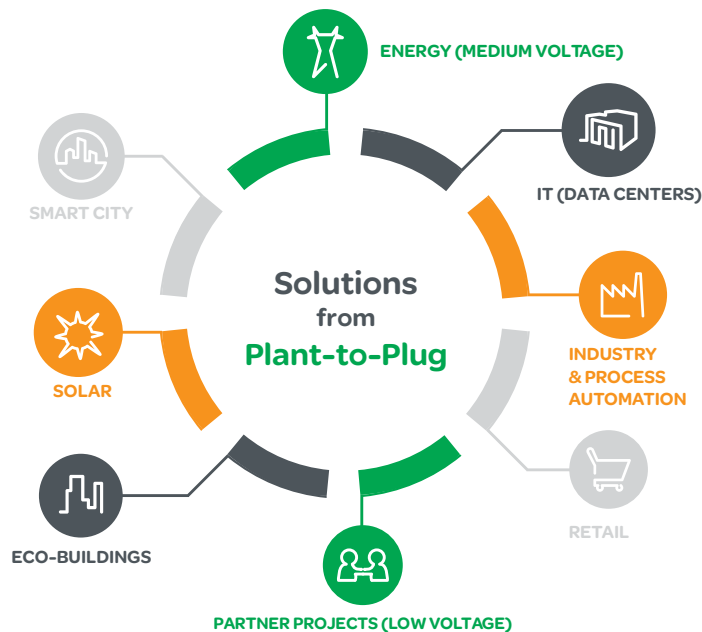 ENERGY (MEDIUM VOLTAGE)
IT (DATA CENTERS)
SMART CITY
Solutions
from
Plant-to-Plug
INDUSTRY
& PROCESS
AUTOMATION
SOLAR
RETAIL
ECO-BUILDINGS
PARTNER PROJECTS (LOW VOLTAGE)